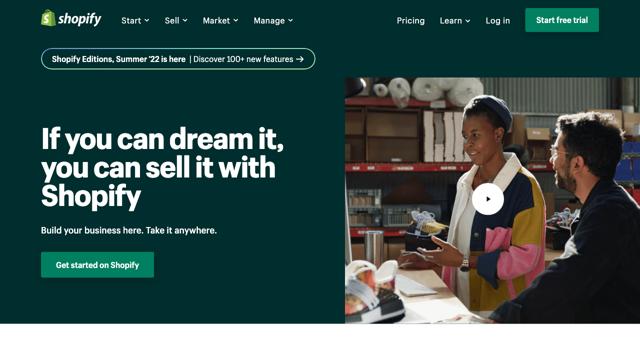 shopify
Start
Sell
Market
Manage
Pricing
Learn
Log in
Start free trial
Shopify Editions, Summer '22 is here | Discover 100+ new features →
If you can dream it,
you can sell it with
Shopify
Build your business here. Take it anywhere.
Get started on Shopify